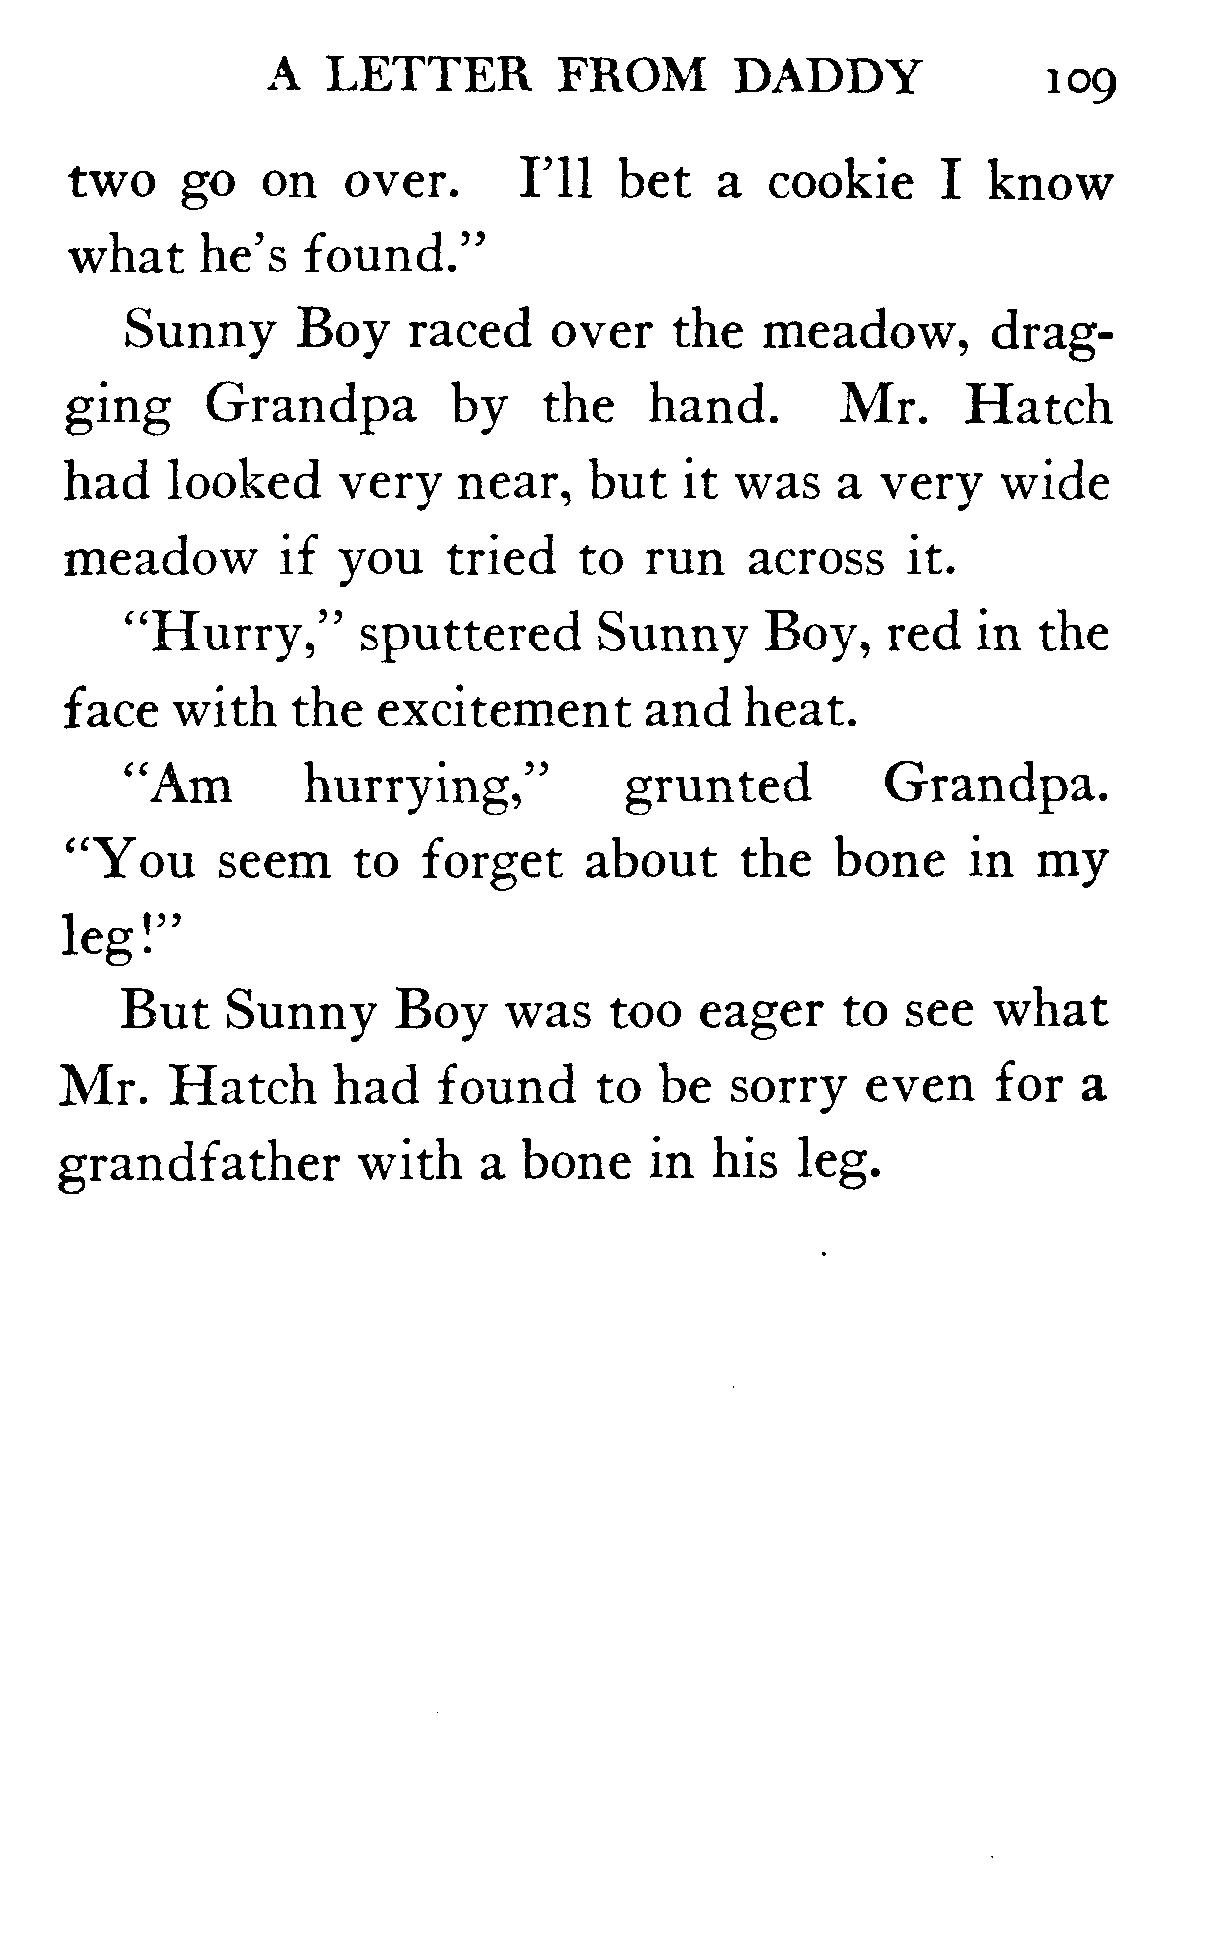 A LETTER FROM DADDY 109
two go on over. I'll bet a cookie I know
what he's found."
Sunny Boy raced over the meadow, drag-
ging Grandpa by the hand. Mr. Hatch
had looked very near, but it was a very wide
meadow if you tried to run across it.
"Hurry," sputtered Sunny Boy, red in the
face with the excitement and heat.
"Am hurrying," grunted Grandpa.
"You seem to forget about the bone in my
leg!"
But Sunny Boy was too eager to see what
Mr. Hatch had found to be sorry even for a
grandfather with a bone in his leg.